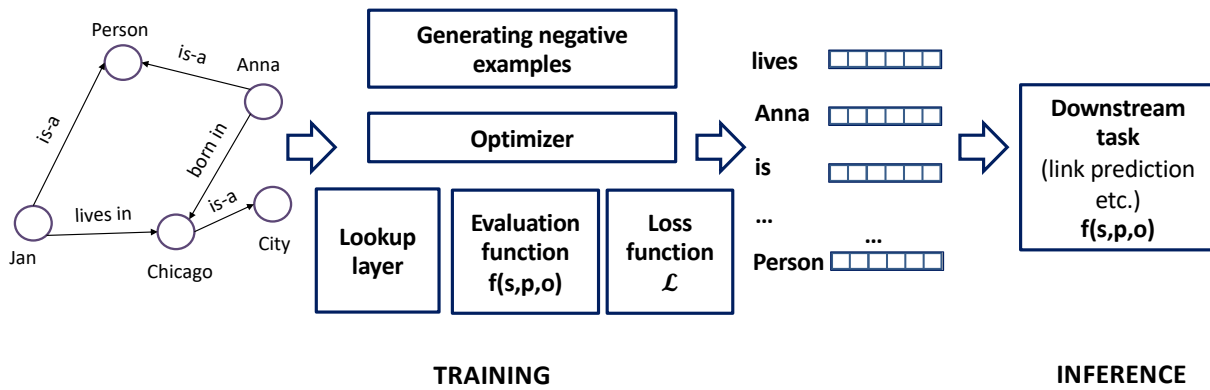 Person
is-a
Anna
is-a
born in
lives in
is-a
Jan
Chicago
City
Generating negative
examples
Optimizer
Lookup
layer
Evaluation
function
f(s,p,o)
Loss
function
ℒ
lives
Anna
is
...
...
Person
Downstream
task
(link prediction
etc.)
f(s,p,o)
TRAINING
INFERENCE